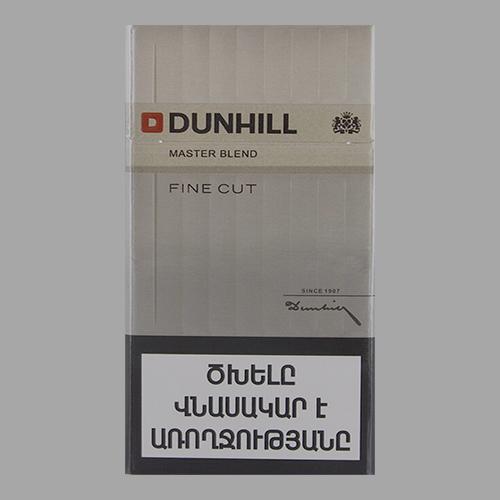 DUNHILL
MASTER BLEND
FINE CUT
SINCE 1907
Dunhill
ԾԽԵԼԸ
ՎՆԱՍԱԿԱՐ Է
ԱՌՈՂՋՈՒԹՅԱՆԸ